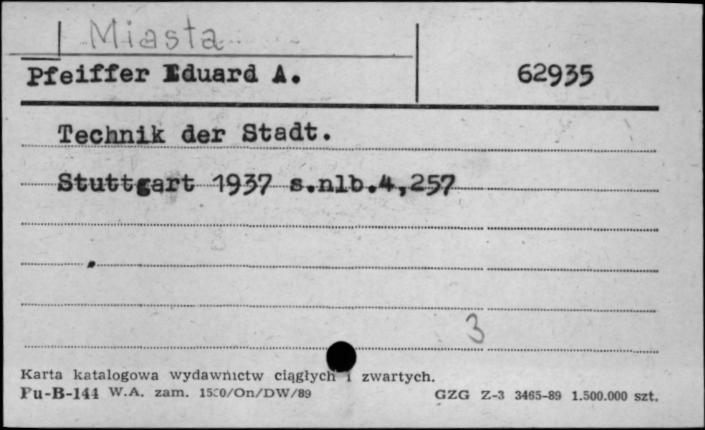 Miasta
Pfeiffer Eduard A. 62935
Technik der Stadt.
Stuttgart 1937 s.nlb.4,257
3
Karta katalogowa wydawnictw ciągłych i zwartych.
Pu-B-144 W.A. zam. /On/DW/89 GZG Z-3 3465-89 1.500.000 szt.